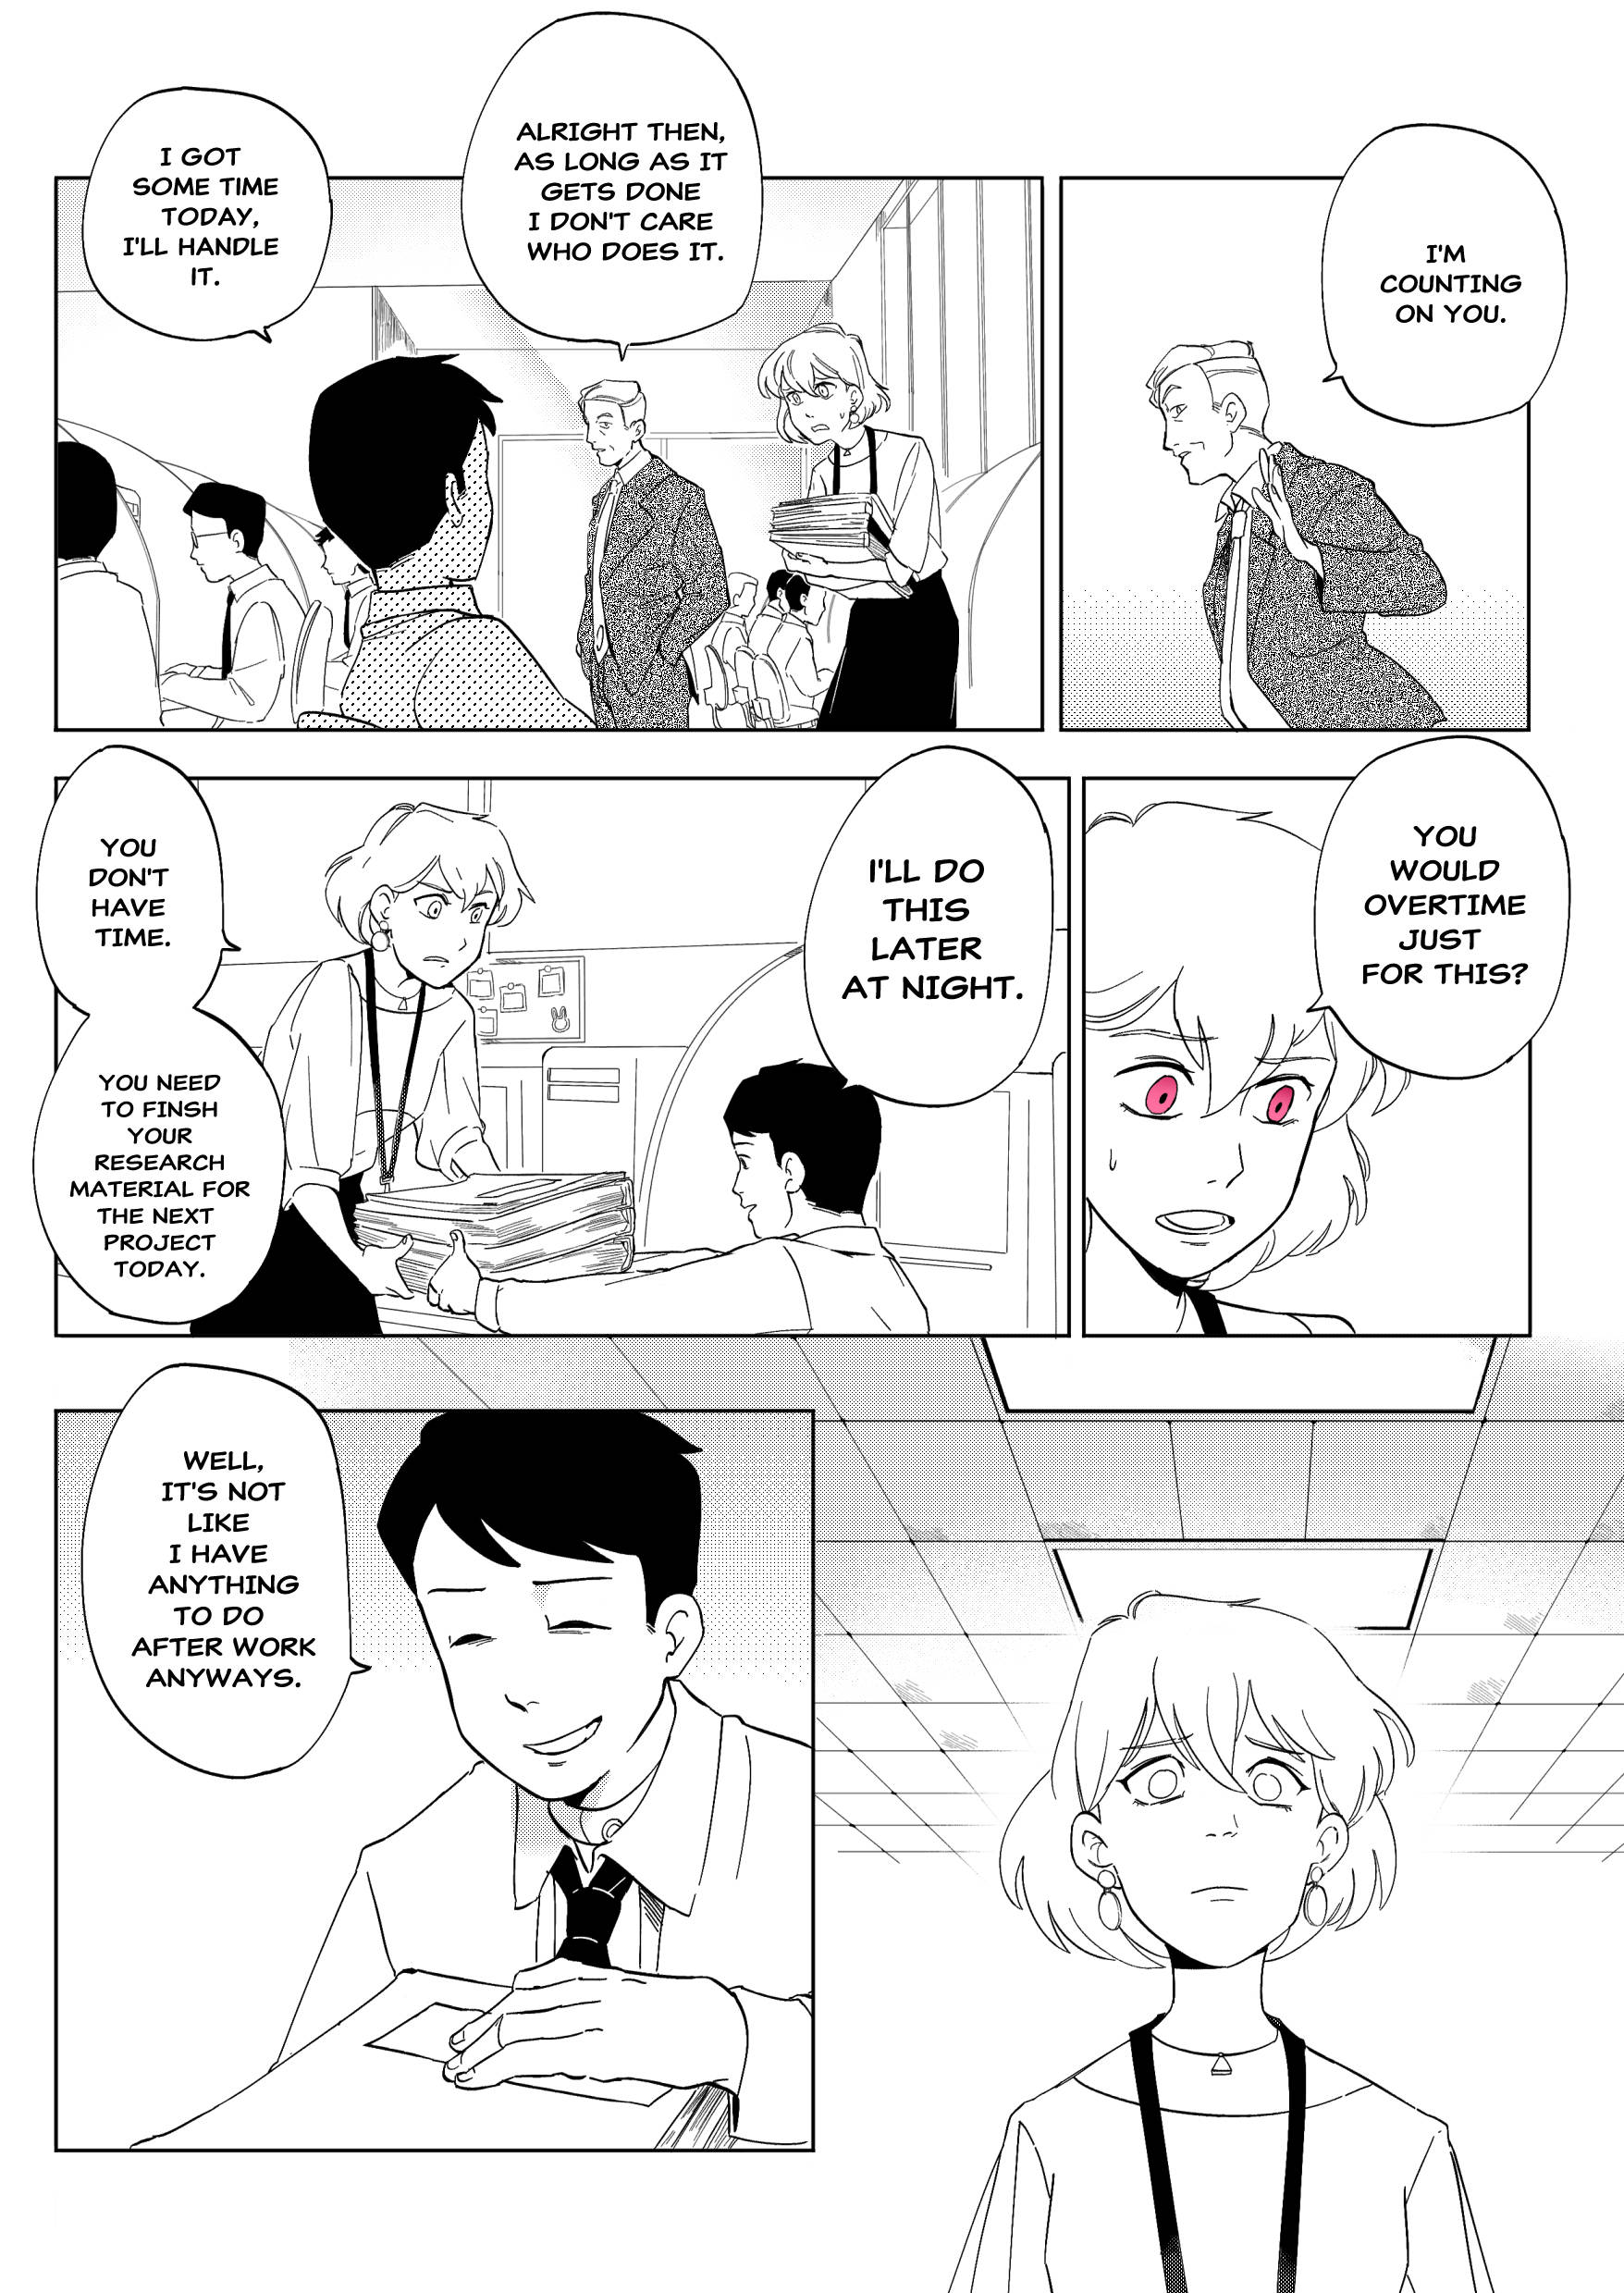 I GOT
SOME TIME
TODAY,
I'LL HANDLE
IT.
ALRIGHT THEN,
AS LONG AS IT
GETS DONE
I DON'T CARE
WHO DOES IT.
I'M
COUNTING
ON YOU.
YOU
DON'T
HAVE
TIME.
YOU NEED
TO FINSH
YOUR
RESEARCH
MATERIAL FOR
THE NEXT
PROJECT
TODAY.
I'LL DO
THIS
LATER
AT NIGHT.
YOU
WOULD
OVERTIME
JUST
FOR THIS?
WELL,
IT'S NOT
LIKE
I HAVE
ANYTHING
TO DO
AFTER WORK
ANYWAYS.